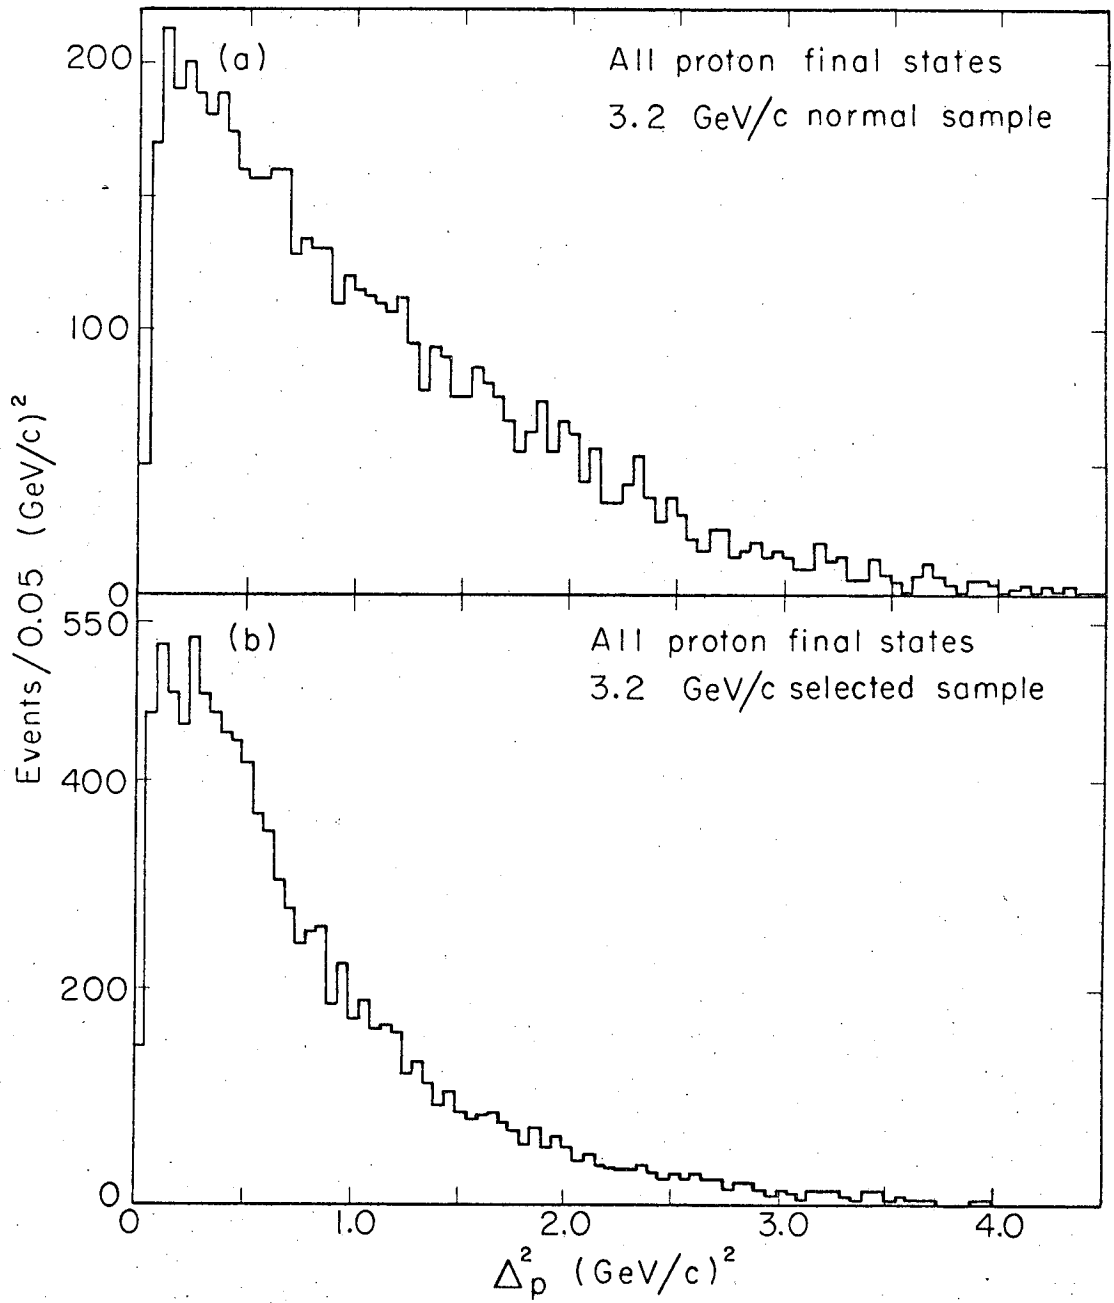 Events/0.05 (GeV/c)²
200
100
0
(a)
All proton final states
3.2 GeV/c normal sample
550
400
200
0
(b)
All proton final states
3.2 GeV/c selected sample
0 1.0 2.0 3.0 4.0
Δ²ₚ (GeV/c)²